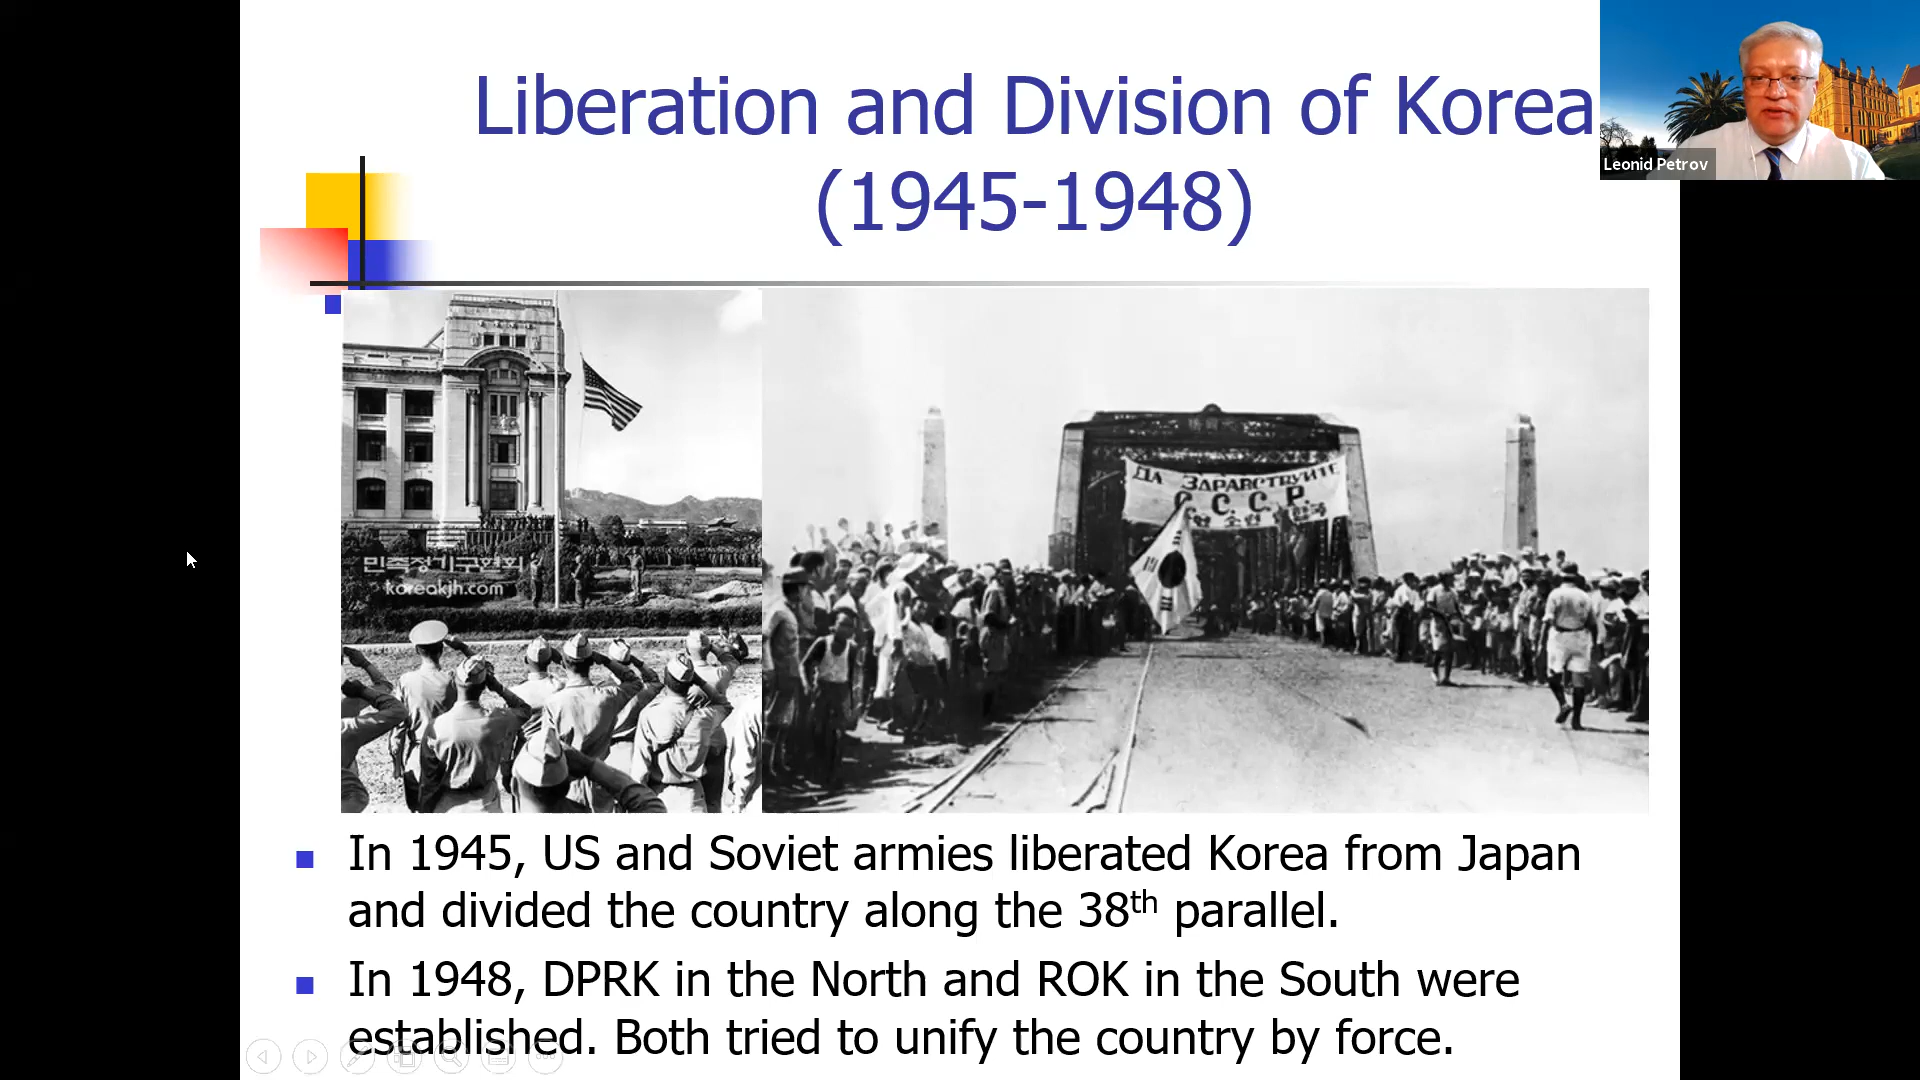 Liberation and Division of Korea
(1945-1948)
Leonid Petrov
민족정기구현회
koreakjh.com
ДА ЗДРАВСТВУИТЕ
С. С. С. Р.
In 1945, US and Soviet armies liberated Korea from Japan
and divided the country along the 38th parallel.
In 1948, DPRK in the North and ROK in the South were
established. Both tried to unify the country by force.